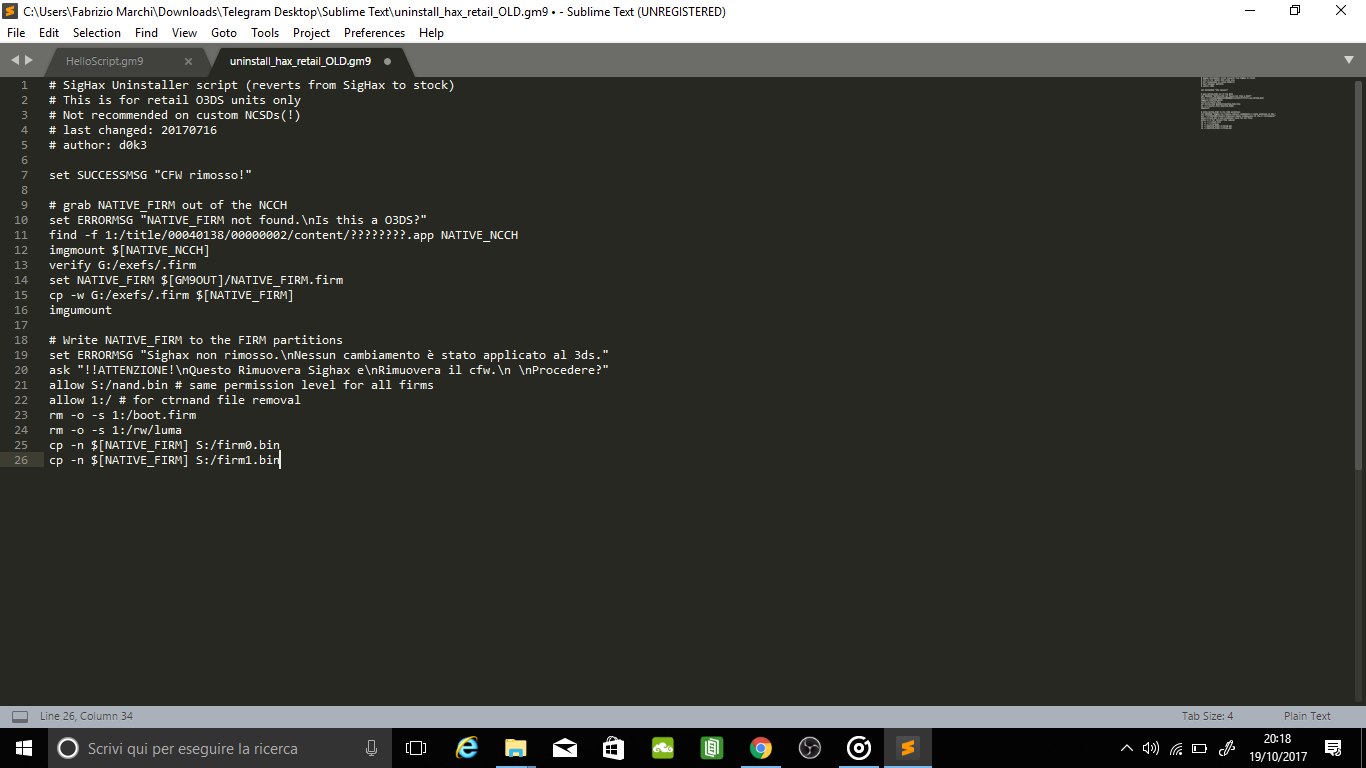 C:\Users\Fabrizio Marchi\Downloads\Telegram Desktop\Sublime Text\uninstall_hax_retail_OLD.gm9 • - Sublime Text (UNREGISTERED)
File Edit Selection Find View Goto Tools Project Preferences Help
HelloScript.gm9 uninstall_hax_retail_OLD.gm9
1 # SigHax Uninstaller script (reverts from SigHax to stock)
2 # This is for retail O3DS units only
3 # Not recommended on custom NCSDs(!)
4 # last changed: 20170716
5 # author: d0k3
6
7 set SUCCESSMSG "CFW rimosso!"
8
9 # grab NATIVE_FIRM out of the NCCH
10 set ERRORMSG "NATIVE_FIRM not found.\nIs this a O3DS?"
11 find -f 1:/title/00040138/00000002/content/????????.app NATIVE_NCCH
12 imgmount $[NATIVE_NCCH]
13 verify G:/exefs/.firm
14 set NATIVE_FIRM $[GM9OUT]/NATIVE_FIRM.firm
15 cp -w G:/exefs/.firm $[NATIVE_FIRM]
16 imgumount
17
18 # Write NATIVE_FIRM to the FIRM partitions
19 set ERRORMSG "Sighax non rimosso.\nNessun cambiamento è stato applicato al 3ds."
20 ask "!!ATTENZIONE!\nQuesto Rimuovera Sighax e\nRimuovera il cfw.\n \nProcedere?"
21 allow S:/nand.bin # same permission level for all firms
22 allow 1:/ # for ctrnand file removal
23 rm -o -s 1:/boot.firm
24 rm -o -s 1:/rw/luma
25 cp -n $[NATIVE_FIRM] S:/firm0.bin
26 cp -n $[NATIVE_FIRM] S:/firm1.bin
Line 26, Column 34 Tab Size: 4 Plain Text
Scrivi qui per eseguire la ricerca
20:18
19/10/2017